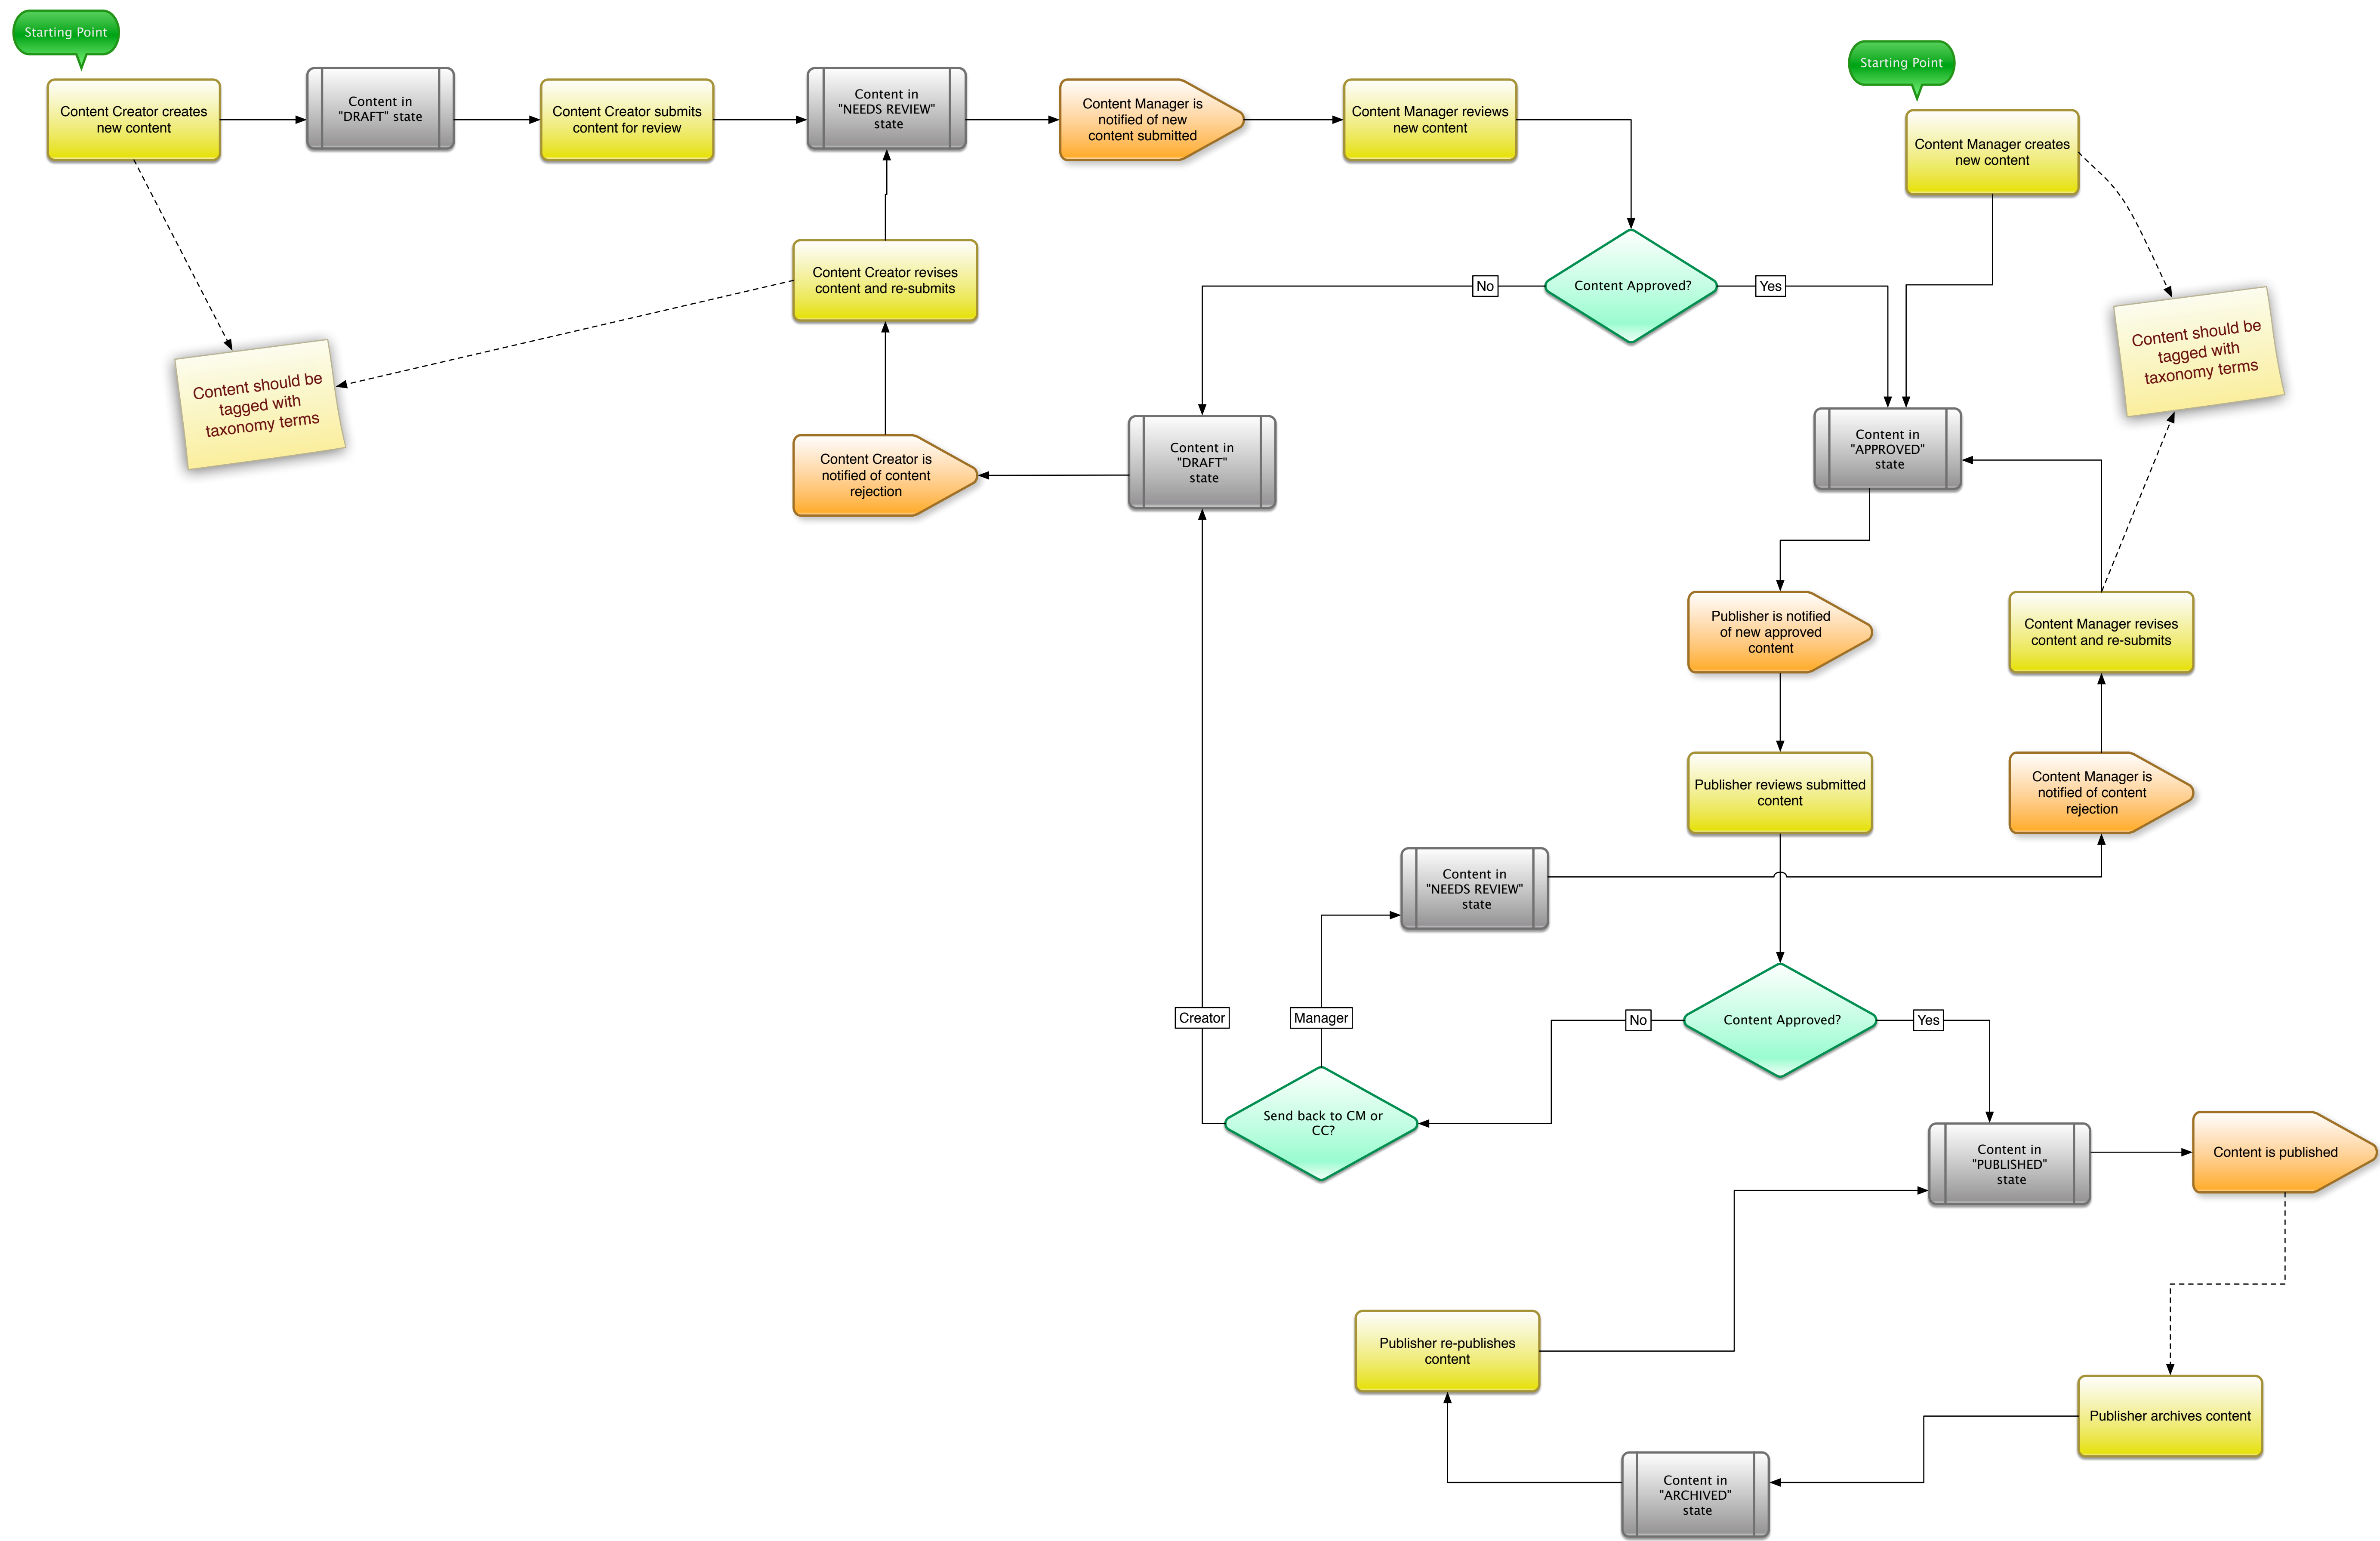 Starting Point
Starting Point
Content Creator creates
new content
Content in
"DRAFT" state
Content Creator submits
content for review
Content in
"NEEDS REVIEW"
state
Content Manager is
notified of new
content submitted
Content Manager reviews
new content
Content Manager creates
new content
Content Creator revises
content and re-submits
No
Content Approved?
Yes
Content should be
tagged with
taxonomy terms
Content should be
tagged with
taxonomy terms
Content Creator is
notified of content
rejection
Content in
"DRAFT"
state
Content in
"APPROVED"
state
Publisher is notified
of new approved
content
Content Manager revises
content and re-submits
Publisher reviews submitted
content
Content Manager is
notified of content
rejection
Content in
"NEEDS REVIEW"
state
Creator
Manager
No
Content Approved?
Yes
Send back to CM or
CC?
Content in
"PUBLISHED"
state
Content is published
Publisher re-publishes
content
Publisher archives content
Content in
"ARCHIVED"
state